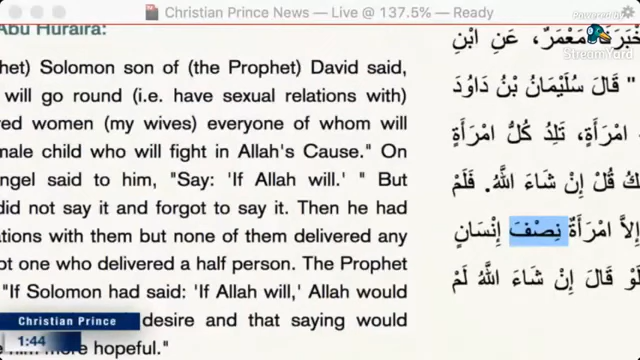 Christian Prince News — Live @ 137.5% — Ready
Powered by
StreamYard
Abu Huraira:
het) Solomon son of (the Prophet) David said,
will go round (i.e. have sexual relations with)
red women (my wives) everyone of whom will
male child who will fight in Allah's Cause." On
ngel said to him, "Say: 'If Allah will.' " But
did not say it and forgot to say it. Then he had
ations with them but none of them delivered any
pt one who delivered a half person. The Prophet
"If Solomon had said: 'If Allah will,' Allah would
desire and that saying would
more hopeful."
مَعْمَرٌ، عَنِ ابْنِ
" قَالَ سُلَيْمَانُ بْنُ دَاوُدَ
امْرَأَةٍ، تَلِدُ كُلُّ امْرَأَةٍ
قُلْ إِنْ شَاءَ اللَّهُ. فَلَمْ
إِلاَّ امْرَأَةٌ نِصْفَ إِنْسَانٍ
لَوْ قَالَ إِنْ شَاءَ اللَّهُ لَمْ
Christian Prince
1:44